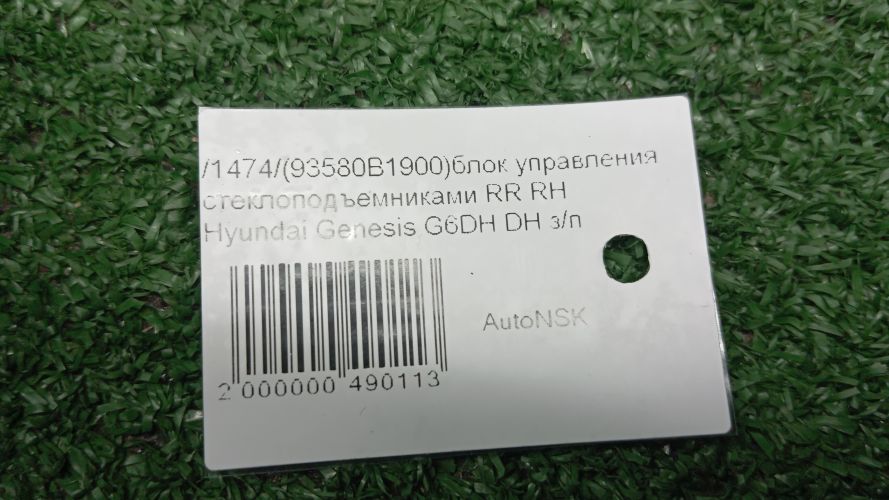 /1474/(93580B1900)блок управления
стеклоподъемниками RR RH
Hyundai Genesis G6DH DH з/п
AutoNSK
2 000000 490113